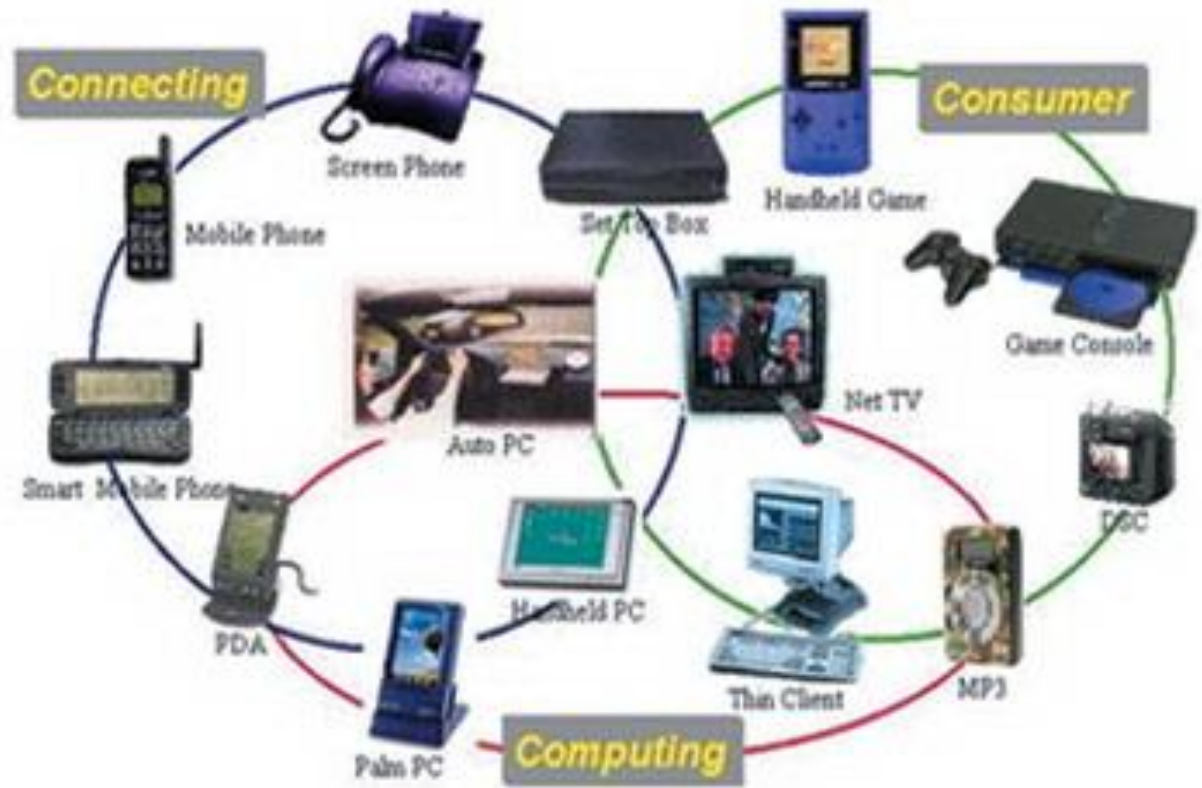 Connecting
Consumer
Screen Phone
Handheld Game
Set Top Box
Mobile Phone
Game Console
Net TV
Auto PC
Smart Mobile Phone
DSC
Handheld PC
PDA
Thin Client
MP3
Computing
Palm PC